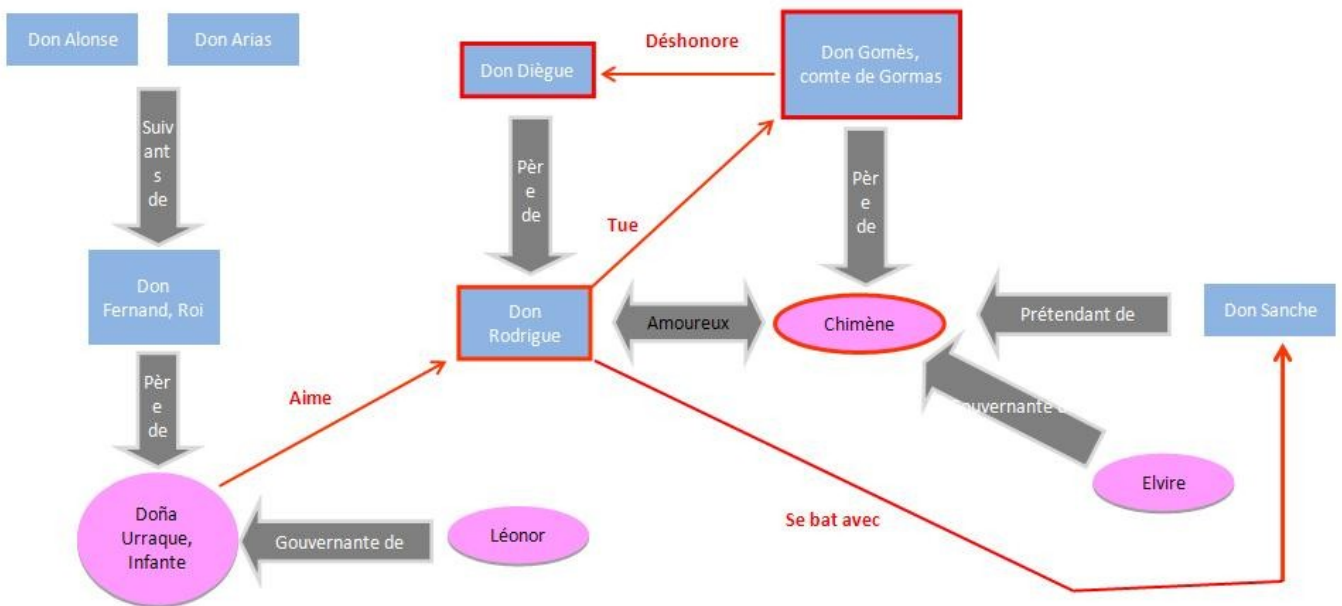 Don Alonse
Don Arias
Déshonore
Don Gomès,
comte de Gormas
Don Diègue
Suiv
ant
s
de
Pèr
e
de
Pèr
e
de
Tue
Don
Fernand, Roi
Don
Rodrigue
Amoureux
Chimène
Prétendant de
Don Sanche
Pèr
e
de
Aime
Gouvernante
Elvire
Doña
Urraque,
Infante
Gouvernante de
Léonor
Se bat avec